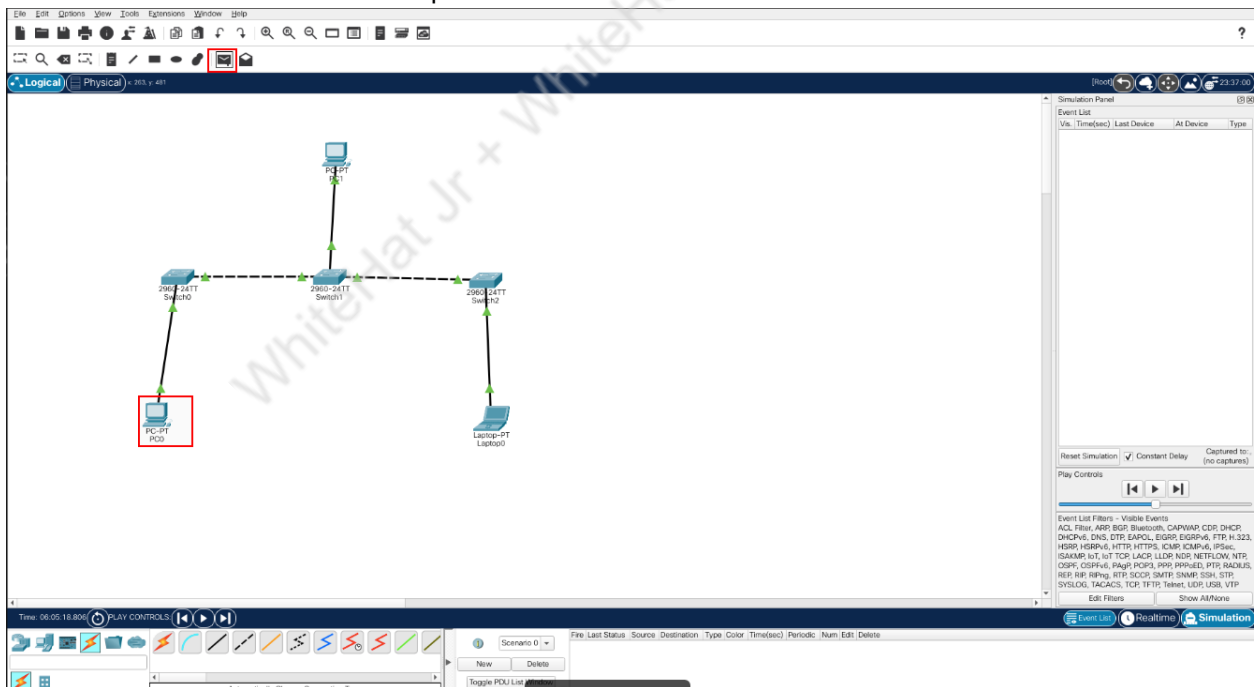 File Edit Options View Tools Extensions Window Help
?
Logical Physical x: 263, y: 481 [Root] 23:37:00
Simulation Panel
Event List
Vis. Time(sec) Last Device At Device Type
PC-PT
PC1
2960-24TT
Switch0
2960-24TT
Switch1
2960-24TT
Switch2
PC-PT
PC0
Laptop-PT
Laptop0
WhiteHat Jr + WhiteHat
Reset Simulation Constant Delay Captured to:
(no captures)
Play Controls
Event List Filters - Visible Events
ACL Filter, ARP, BGP, Bluetooth, CAPWAP, CDP, DHCP,
DHCPv6, DNS, DTP, EAPOL, EIGRP, EIGRPv6, FTP, H.323,
HSRP, HSRPv6, HTTP, HTTPS, ICMP, ICMPv6, IPSec,
ISAKMP, IoT, IoT TCP, LACP, LLDP, NDP, NETFLOW, NTP,
OSPF, OSPFv6, PAgP, POP3, PPP, PPPoED, PTP, RADIUS,
REP, RIP, RIPng, RTP, SCCP, SMTP, SNMP, SSH, STP,
SYSLOG, TACACS, TCP, TFTP, Telnet, UDP, USB, VTP
Edit Filters Show All/None
Time: 06:05:18.806 PLAY CONTROLS: Event List Realtime Simulation
Scenario 0
New Delete
Toggle PDU List Window
Fire Last Status Source Destination Type Color Time(sec) Periodic Num Edit Delete